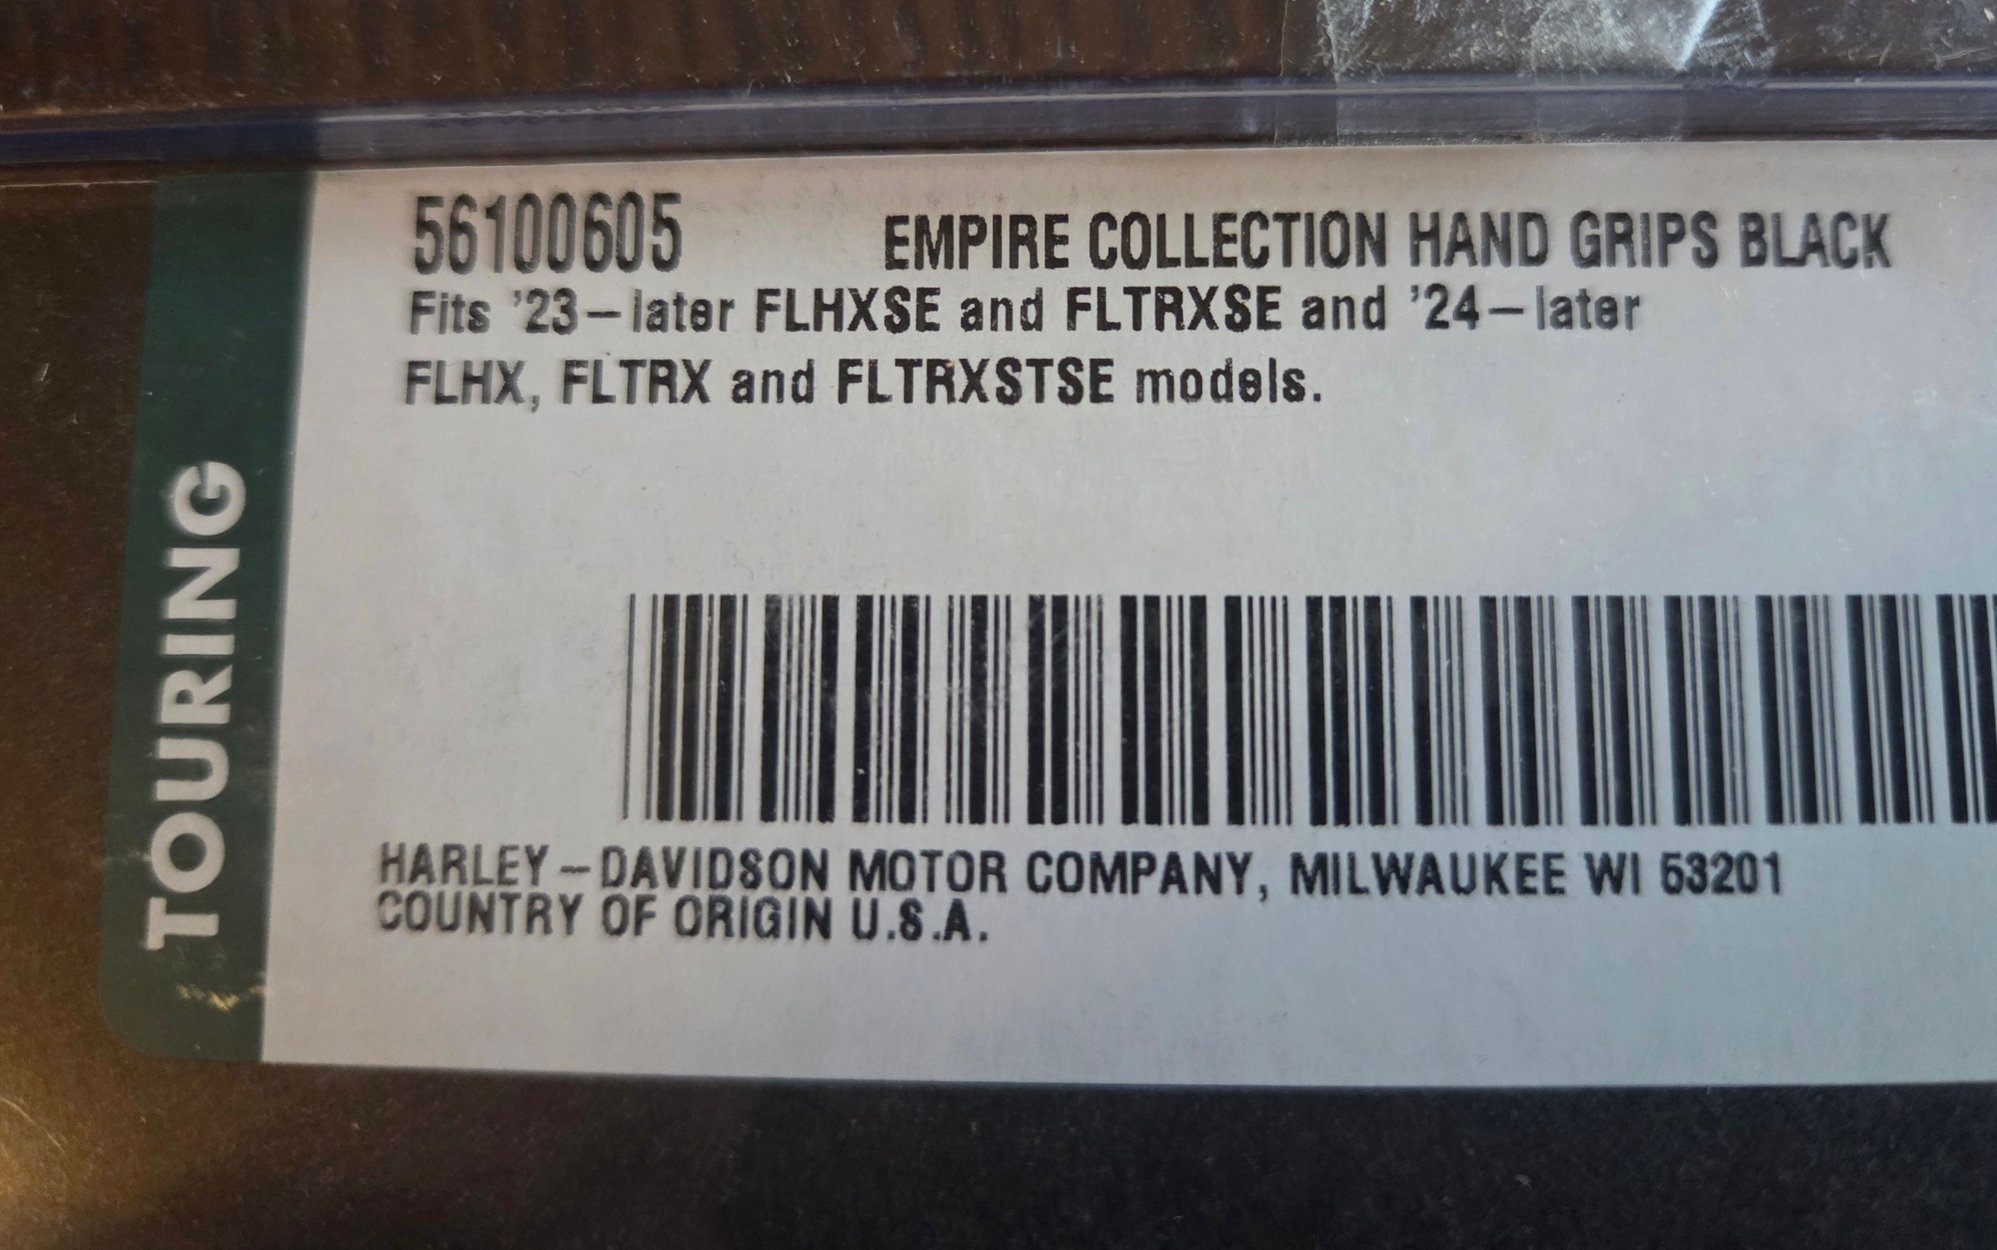 56100605 EMPIRE COLLECTION HAND GRIPS BLACK
Fits '23–later FLHXSE and FLTRXSE and '24–later
FLHX, FLTRX and FLTRXSTSE models.
TOURING
HARLEY–DAVIDSON MOTOR COMPANY, MILWAUKEE WI 53201
COUNTRY OF ORIGIN U.S.A.